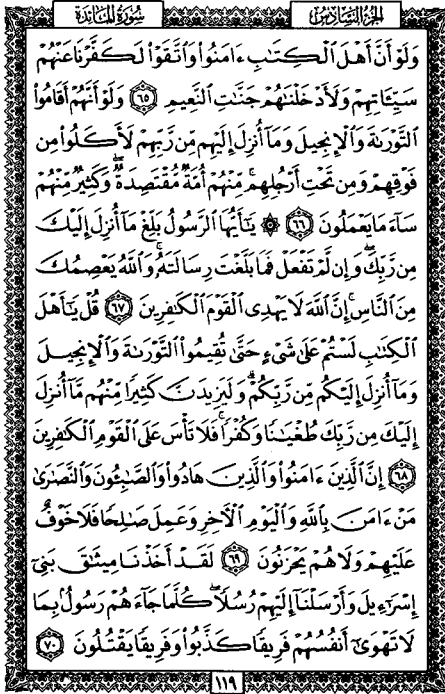 الجزء السادس سورة المائدة
وَلَوْ أَنَّ أَهْلَ ٱلْكِتَٰبِ ءَامَنُوا۟ وَٱتَّقَوْا۟ لَكَفَّرْنَا عَنْهُمْ
سَيِّـَٔاتِهِمْ وَلَأَدْخَلْنَٰهُمْ جَنَّٰتِ ٱلنَّعِيمِ ٦٥ وَلَوْ أَنَّهُمْ أَقَامُوا۟
ٱلتَّوْرَىٰةَ وَٱلْإِنجِيلَ وَمَآ أُنزِلَ إِلَيْهِم مِّن رَّبِّهِمْ لَأَكَلُوا۟ مِن
فَوْقِهِمْ وَمِن تَحْتِ أَرْجُلِهِم ۚ مِّنْهُمْ أُمَّةٌ مُّقْتَصِدَةٌ ۖ وَكَثِيرٌ مِّنْهُمْ
سَآءَ مَا يَعْمَلُونَ ٦٦ ۞ يَٰٓأَيُّهَا ٱلرَّسُولُ بَلِّغْ مَآ أُنزِلَ إِلَيْكَ
مِن رَّبِّكَ ۖ وَإِن لَّمْ تَفْعَلْ فَمَا بَلَّغْتَ رِسَالَتَهُۥ ۚ وَٱللَّهُ يَعْصِمُكَ
مِنَ ٱلنَّاسِ ۗ إِنَّ ٱللَّهَ لَا يَهْدِى ٱلْقَوْمَ ٱلْكَٰفِرِينَ ٦٧ قُلْ يَٰٓأَهْلَ
ٱلْكِتَٰبِ لَسْتُمْ عَلَىٰ شَىْءٍ حَتَّىٰ تُقِيمُوا۟ ٱلتَّوْرَىٰةَ وَٱلْإِنجِيلَ
وَمَآ أُنزِلَ إِلَيْكُم مِّن رَّبِّكُمْ ۗ وَلَيَزِيدَنَّ كَثِيرًا مِّنْهُم مَّآ أُنزِلَ
إِلَيْكَ مِن رَّبِّكَ طُغْيَٰنًا وَكُفْرًا ۖ فَلَا تَأْسَ عَلَى ٱلْقَوْمِ ٱلْكَٰفِرِينَ
٦٨ إِنَّ ٱلَّذِينَ ءَامَنُوا۟ وَٱلَّذِينَ هَادُوا۟ وَٱلصَّٰبِـُٔونَ وَٱلنَّصَٰرَىٰ
مَنْ ءَامَنَ بِٱللَّهِ وَٱلْيَوْمِ ٱلْـَٔاخِرِ وَعَمِلَ صَٰلِحًا فَلَا خَوْفٌ
عَلَيْهِمْ وَلَا هُمْ يَحْزَنُونَ ٦٩ لَقَدْ أَخَذْنَا مِيثَٰقَ بَنِىٓ
إِسْرَٰٓءِيلَ وَأَرْسَلْنَآ إِلَيْهِمْ رُسُلًا ۖ كُلَّمَا جَآءَهُمْ رَسُولٌۢ بِمَا
لَا تَهْوَىٰٓ أَنفُسُهُمْ فَرِيقًا كَذَّبُوا۟ وَفَرِيقًا يَقْتُلُونَ ٧٠
١١٩